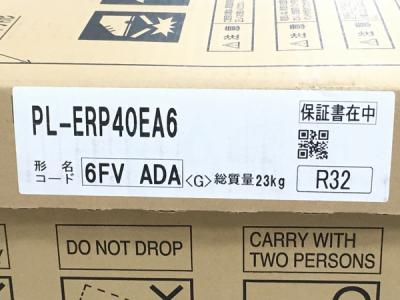 PL-ERP40EA6
保証書在中
形名
コード
6FV ADA
<G>
総質量23kg
R32
DO NOT DROP
CARRY WITH
TWO PERSONS